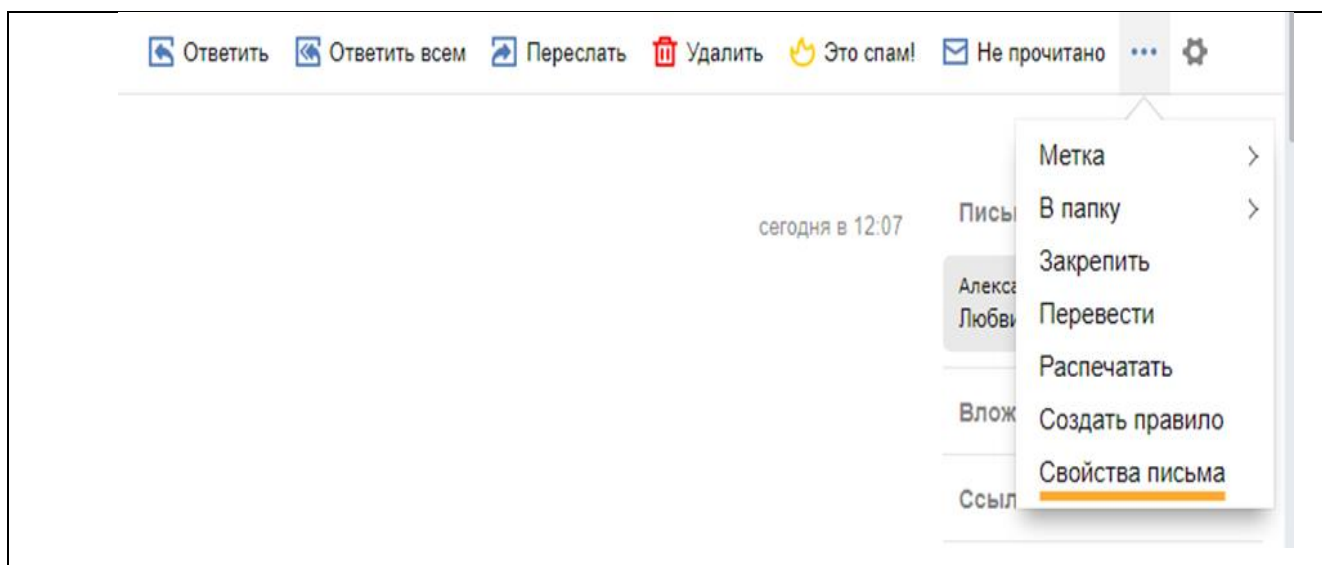 Ответить Ответить всем Переслать Удалить Это спам! Не прочитано
Метка
сегодня в 12:07 В папку
Закрепить
Перевести
Распечатать
Создать правило
Свойства письма